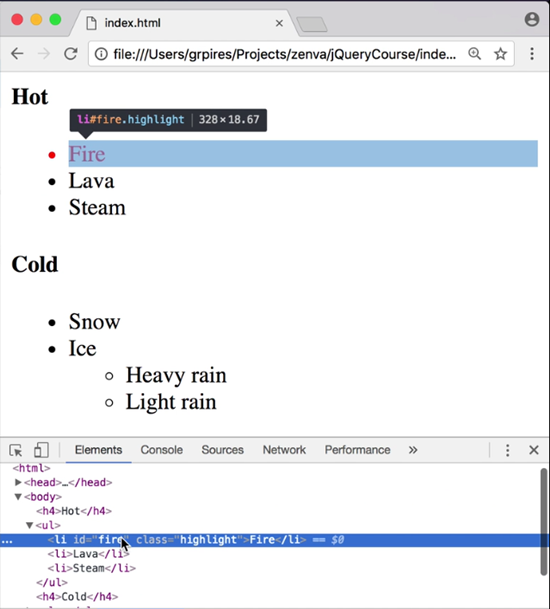 index.html
file:///Users/grpires/Projects/zenva/jQueryCourse/inde...
Hot
li#fire.highlight | 328 × 18.67
Fire
Lava
Steam
Cold
Snow
Ice
Heavy rain
Light rain
Elements Console Sources Network Performance »
<html>
<head>…</head>
<body>
<h4>Hot</h4>
<ul>
... <li id="fire" class="highlight">Fire</li> == $0
<li>Lava</li>
<li>Steam</li>
</ul>
<h4>Cold</h4>